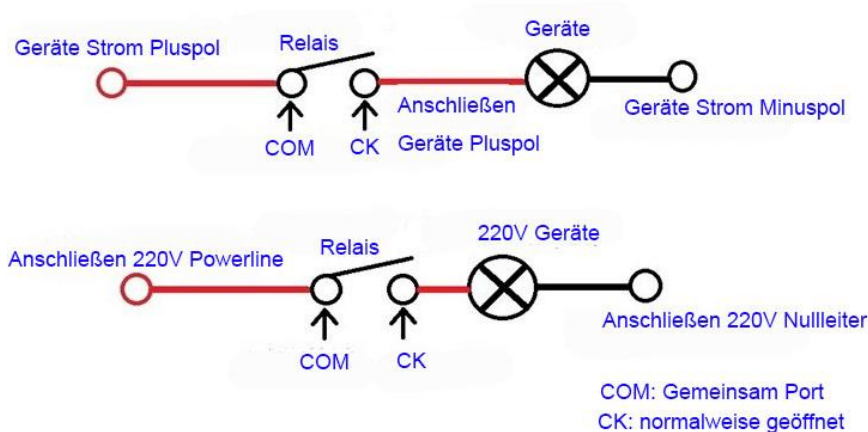 Geräte
Geräte Strom Pluspol
Relais
Anschließen
Geräte Strom Minuspol
COM
CK
Geräte Pluspol
220V Geräte
Anschließen 220V Powerline
Relais
Anschließen 220V Nullleiter
COM
CK
COM: Gemeinsam Port
CK: normalweise geöffnet